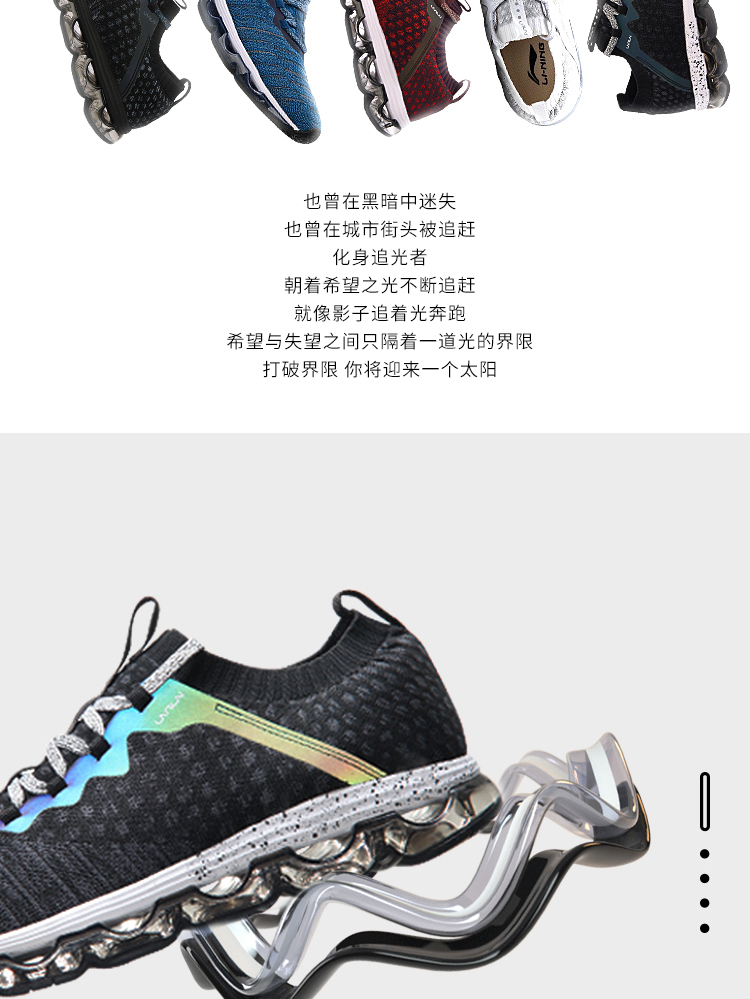 LI-NING
也曾在黑暗中迷失
也曾在城市街头被追赶
化身追光者
朝着希望之光不断追赶
就像影子追着光奔跑
希望与失望之间只隔着一道光的界限
打破界限 你将迎来一个太阳